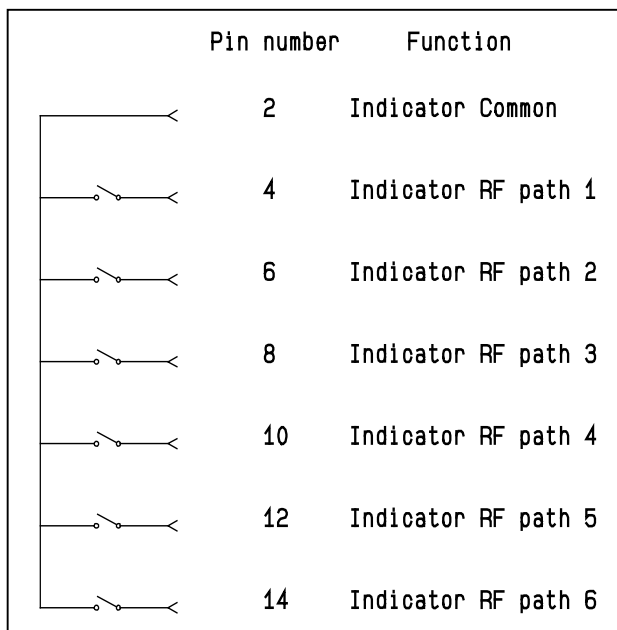 Pin number Function
2 Indicator Common
4 Indicator RF path 1
6 Indicator RF path 2
8 Indicator RF path 3
10 Indicator RF path 4
12 Indicator RF path 5
14 Indicator RF path 6